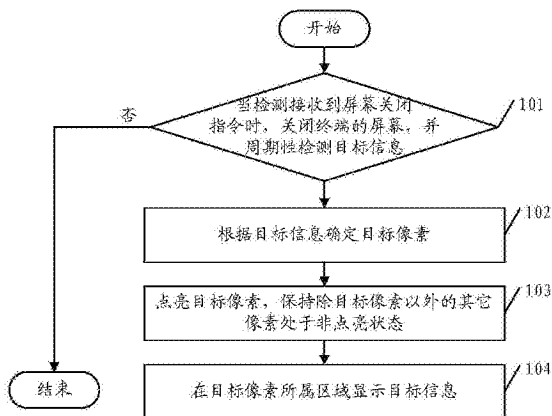 开始
否
当检测接收到屏幕关闭
指令时，关闭终端的屏幕，并
周期性检测目标信息
101
102
根据目标信息确定目标像素
103
点亮目标像素，保持除目标像素以外的其它
像素处于非点亮状态
104
在目标像素所属区域显示目标信息
结束